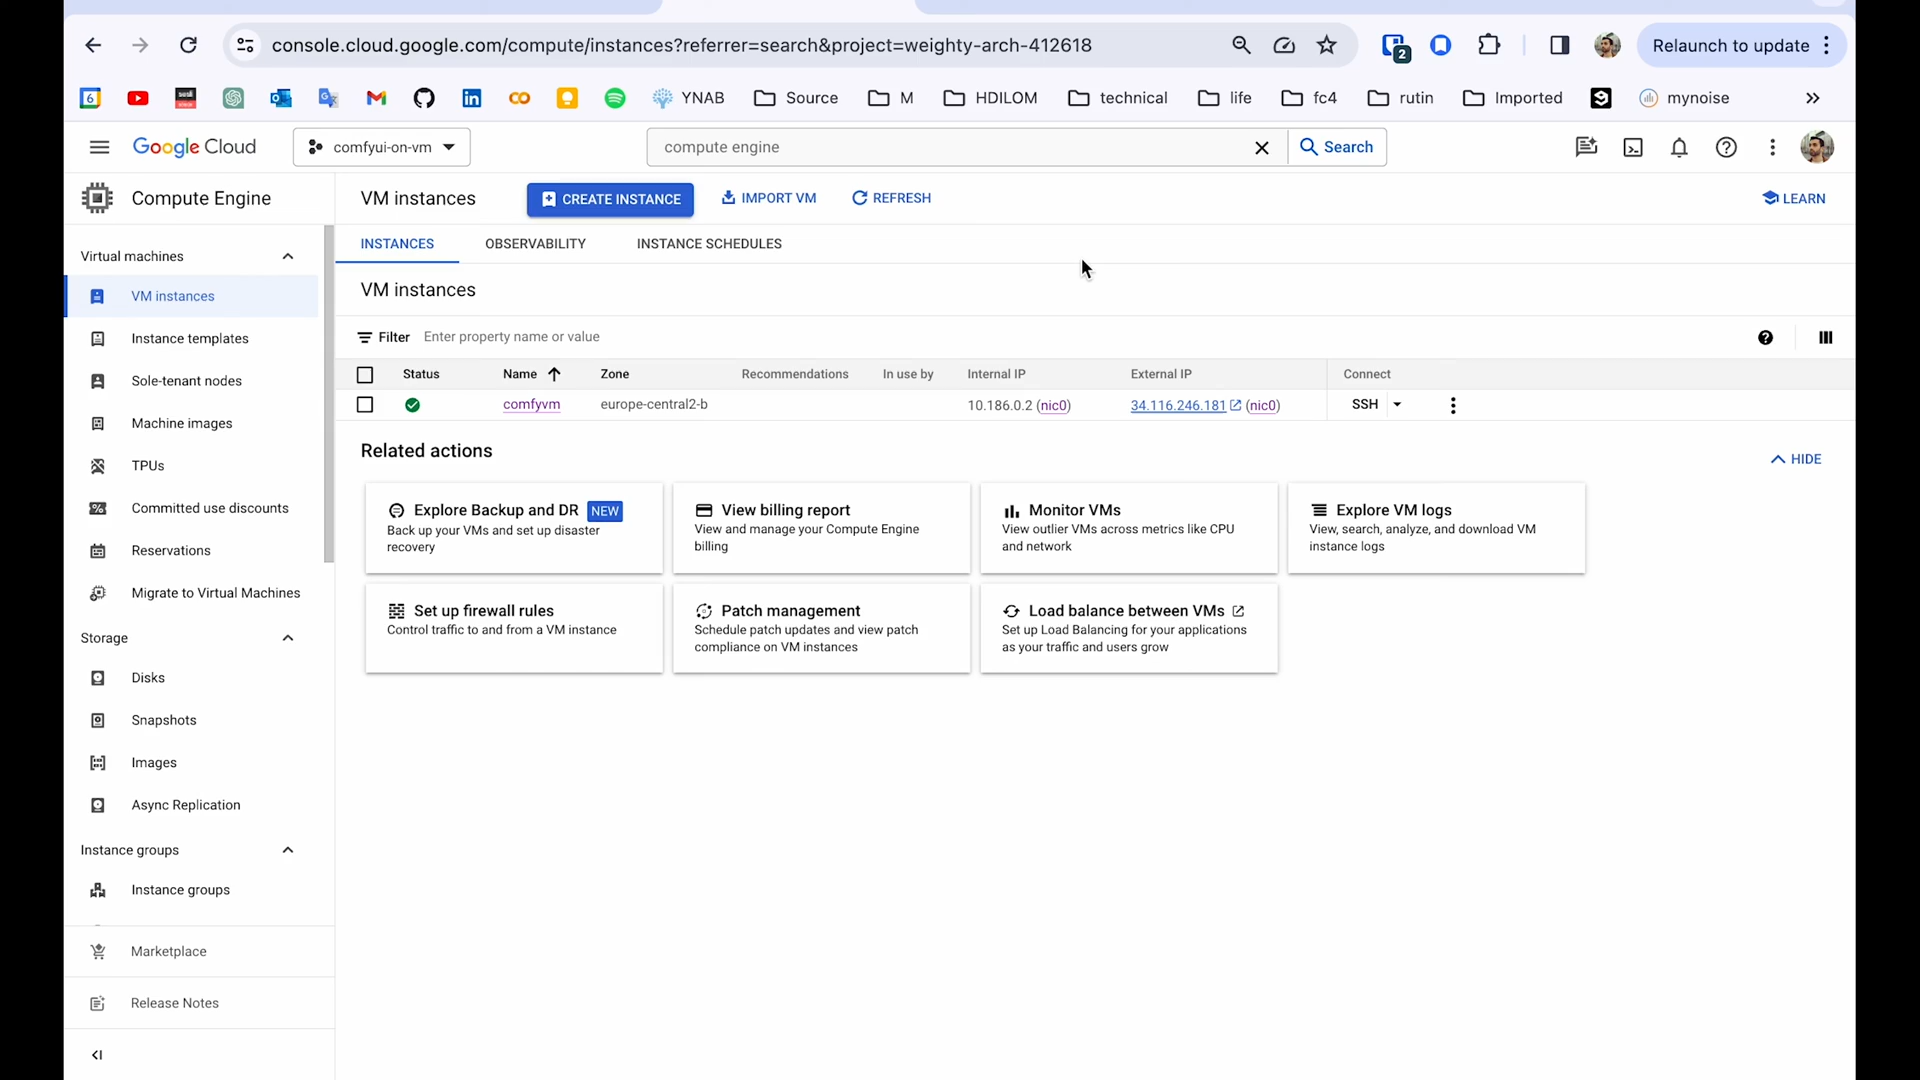 console.cloud.google.com/compute/instances?referrer=search&project=weighty-arch-412618
2
Relaunch to update
6
YNAB
Source
M
HDILOM
technical
life
fc4
rutin
Imported
mynoise
Google Cloud
comfyui-on-vm
compute engine
Search
Compute Engine
VM instances
CREATE INSTANCE
IMPORT VM
REFRESH
LEARN
Virtual machines
VM instances
Instance templates
Sole-tenant nodes
Machine images
TPUs
Committed use discounts
Reservations
Migrate to Virtual Machines
Storage
Disks
Snapshots
Images
Async Replication
Instance groups
Instance groups
Marketplace
Release Notes
INSTANCES
OBSERVABILITY
INSTANCE SCHEDULES
VM instances
Filter Enter property name or value
Status Name Zone Recommendations In use by Internal IP External IP Connect
comfyvm europe-central2-b 10.186.0.2 (nic0) 34.116.246.181 (nic0) SSH
Related actions
HIDE
Explore Backup and DR NEW
Back up your VMs and set up disaster
recovery
View billing report
View and manage your Compute Engine
billing
Monitor VMs
View outlier VMs across metrics like CPU
and network
Explore VM logs
View, search, analyze, and download VM
instance logs
Set up firewall rules
Control traffic to and from a VM instance
Patch management
Schedule patch updates and view patch
compliance on VM instances
Load balance between VMs
Set up Load Balancing for your applications
as your traffic and users grow